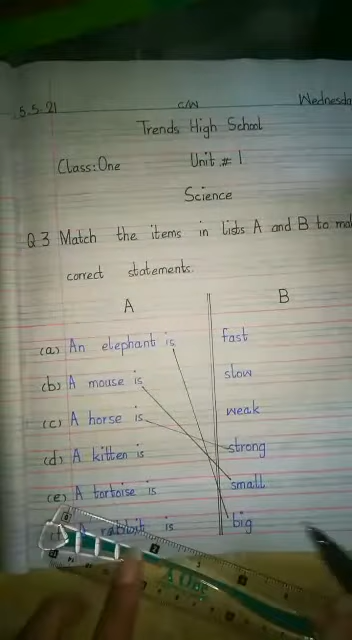 5.5.21 C/W Wednesda
Trends High School
Class:One Unit # 1
Science
Q 3 Match the items in lists A and B to ma
correct statements.
A B
(a) An elephant is fast
(b) A mouse is slow
(c) A horse is weak
(d) A kitten is strong
(e) A tortoise is small
A rabbit is big